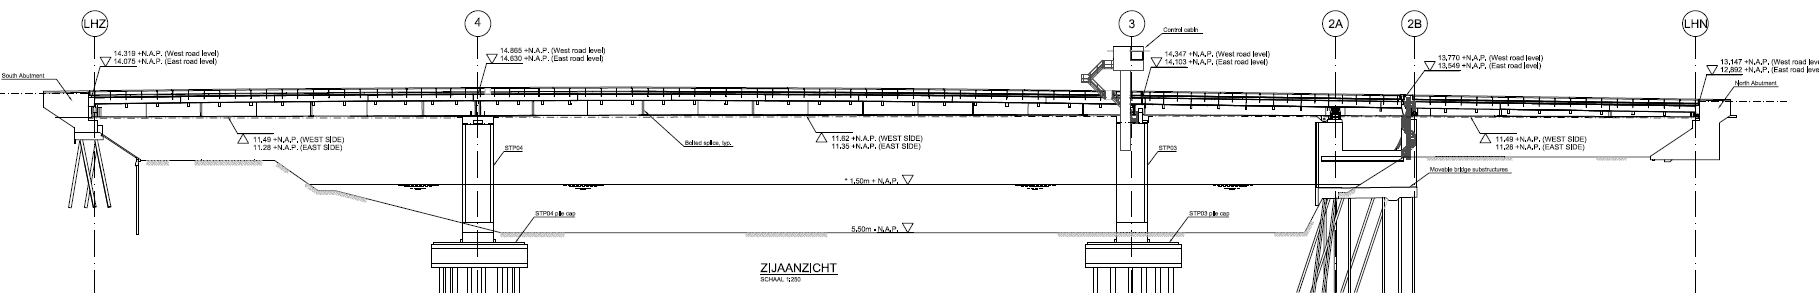 LHZ
4
3
2A
2B
LHN
Control cabin
14.319 +N.A.P. (West road level)
14.075 +N.A.P. (East road level)
14.865 +N.A.P. (West road level)
14.630 +N.A.P. (East road level)
14,347 +N.A.P. (West road level)
14,103 +N.A.P. (East road level)
13,770 +N.A.P. (West road level)
13,549 +N.A.P. (East road level)
13,147 +N.A.P. (West road leve
12,892 +N.A.P. (East road leve
South Abutment
North Abutment
11.49 +N.A.P. (WEST SIDE)
11.28 +N.A.P. (EAST SIDE)
STP04
Bolted splice, typ.
11.62 +N.A.P. (WEST SIDE)
11.35 +N.A.P. (EAST SIDE)
STP03
11.49 +N.A.P. (WEST SIDE)
11.28 +N.A.P. (EAST SIDE)
Movable bridge substructures
* 1,50m + N.A.P.
STP04 pile cap
STP03 pile cap
5.50m - N.A.P.
ZIJAANZICHT
SCHAAL 1:250